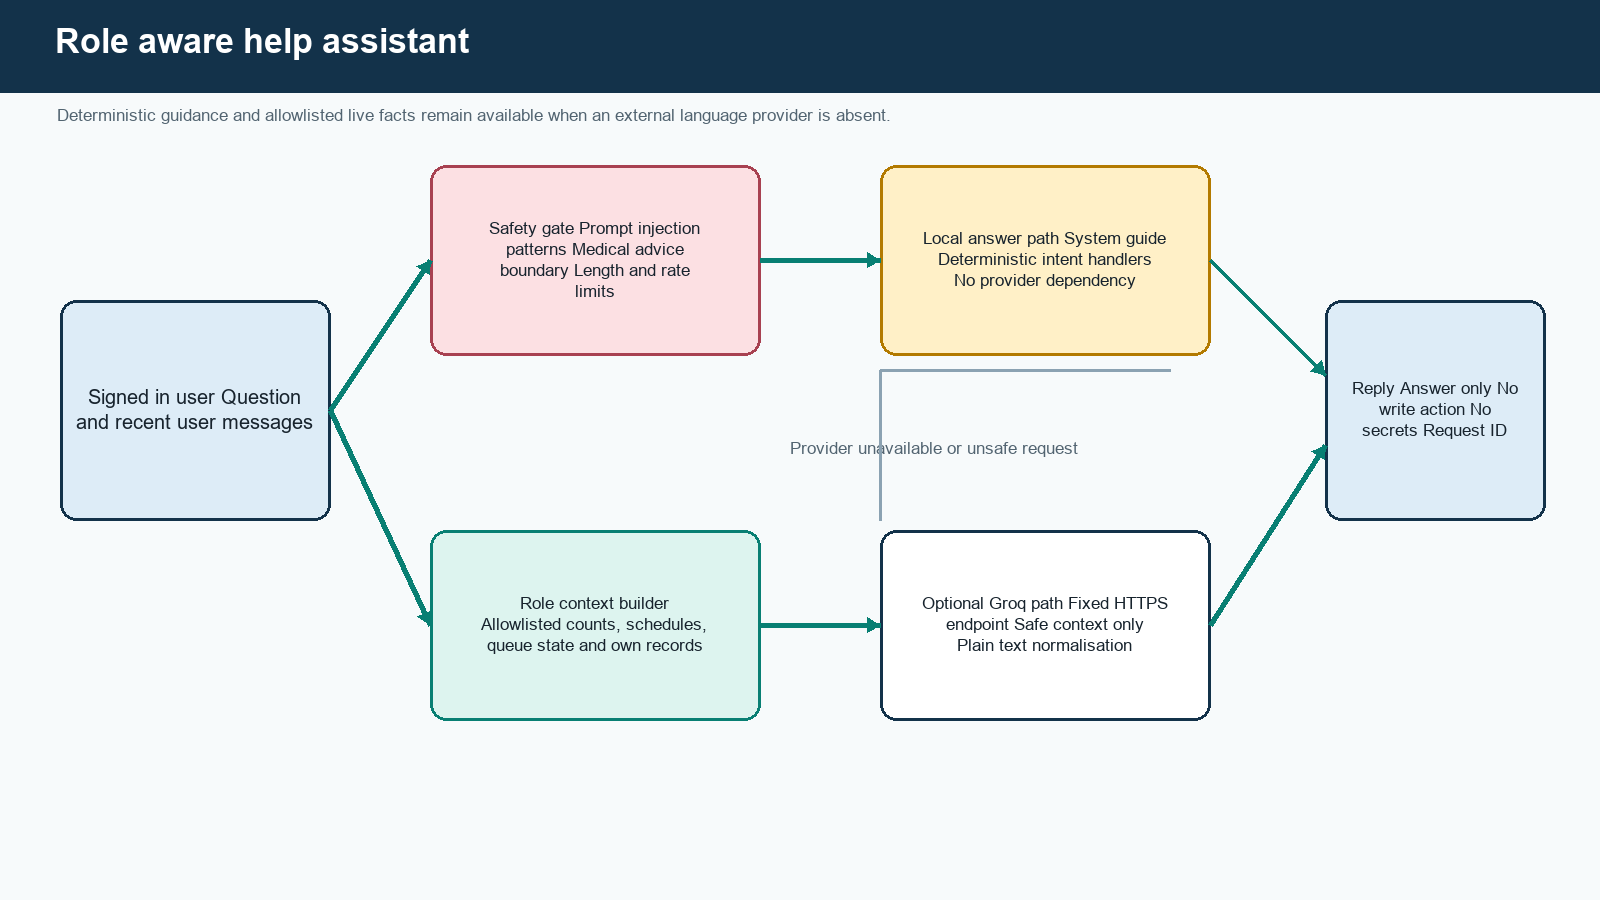 Role aware help assistant
Deterministic guidance and allowlisted live facts remain available when an external language provider is absent.
Safety gate Prompt injection
patterns Medical advice
boundary Length and rate
limits
Local answer path System guide
Deterministic intent handlers
No provider dependency
Signed in user Question
and recent user messages
Reply Answer only No
write action No
secrets Request ID
Provider unavailable or unsafe request
Role context builder
Allowlisted counts, schedules,
queue state and own records
Optional Groq path Fixed HTTPS
endpoint Safe context only
Plain text normalisation